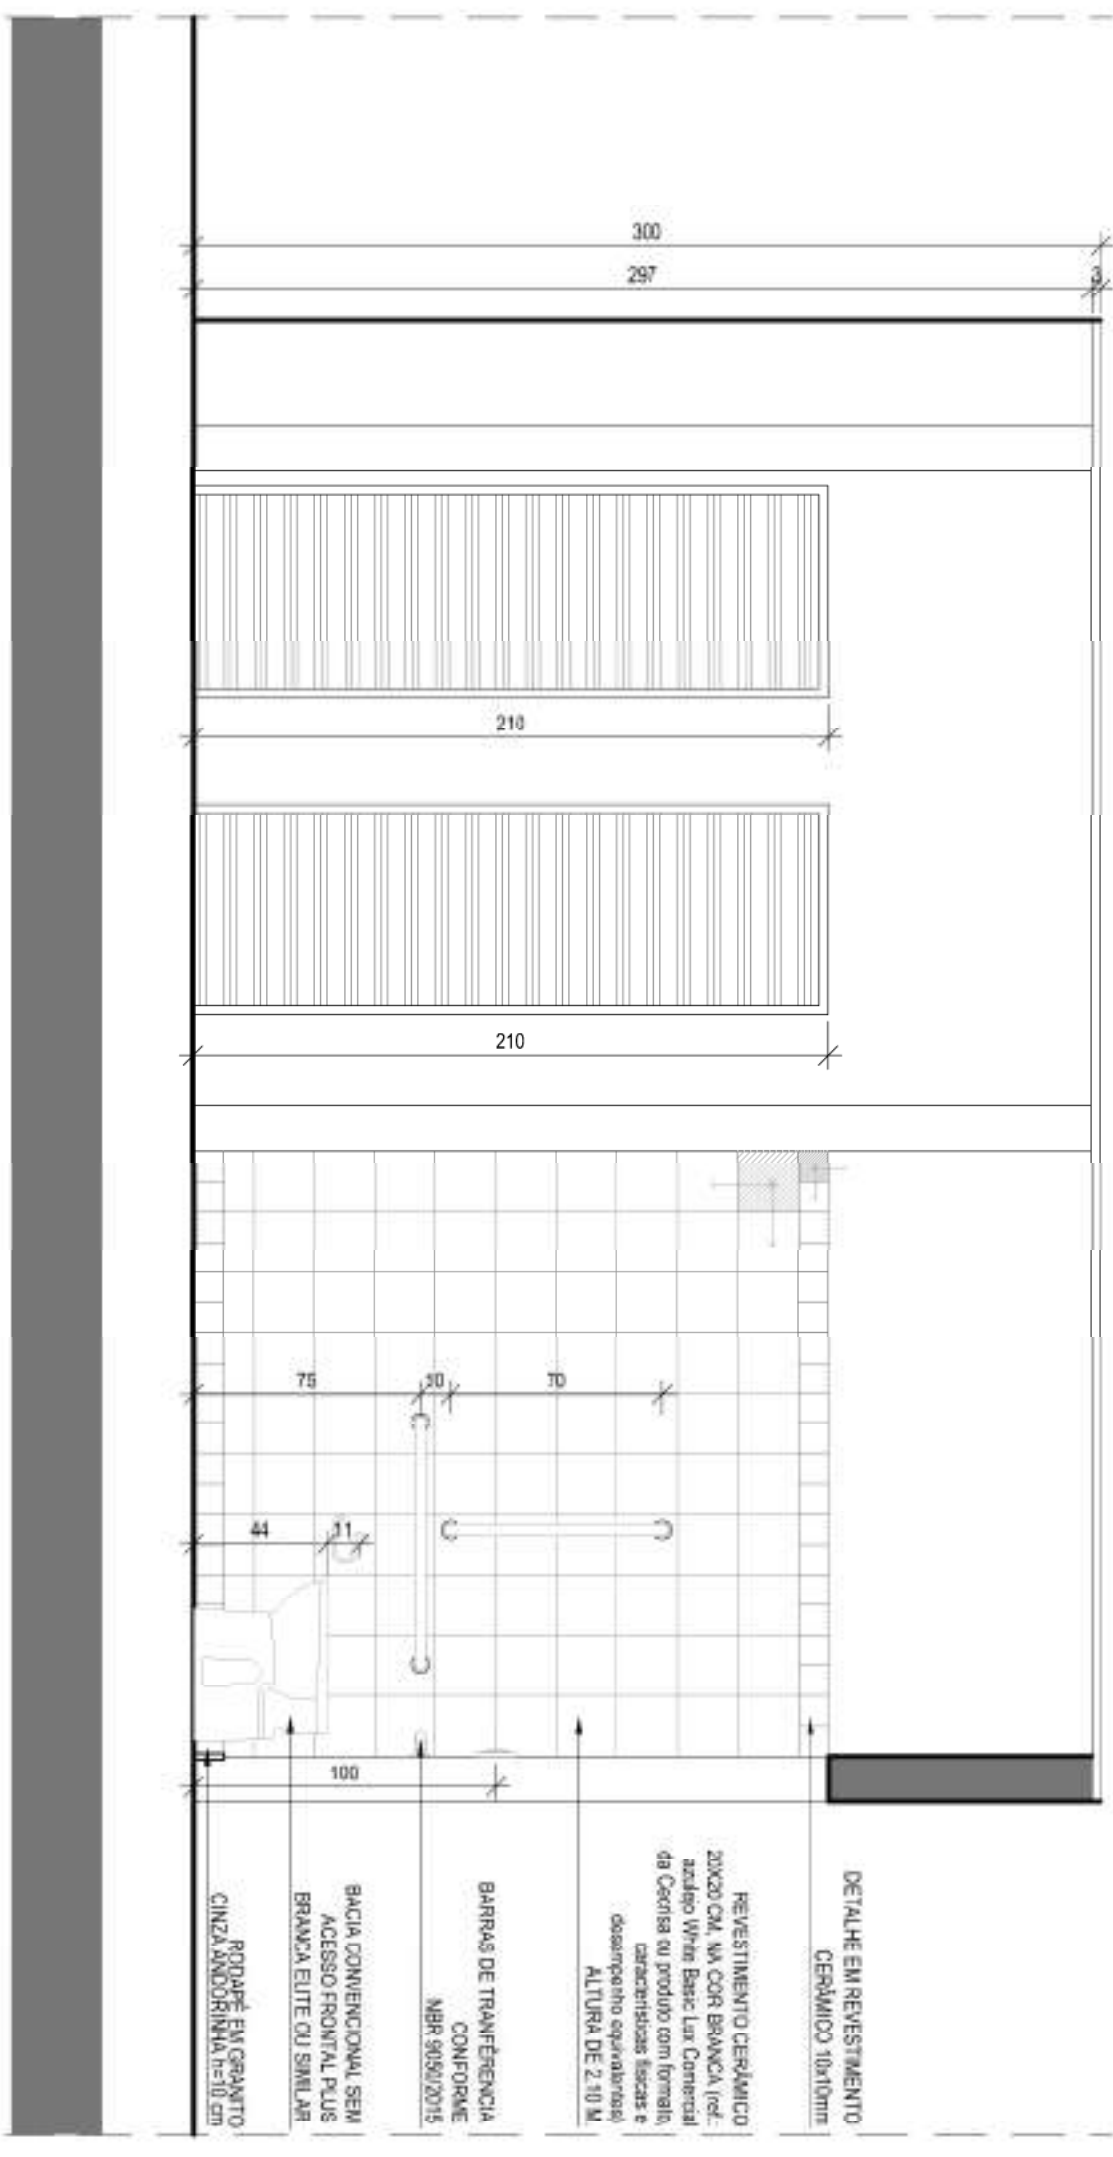 300
297
3
210
210
75
10
70
44
11
100
DETALHE EM REVESTIMENTO
CERÂMICO 10x10mm
REVESTIMENTO CERÂMICO
20X20 CM, NA COR BRANCA (ref.:
azulejo White Basic Lux Comercial
da Cecrisa ou produto com formato,
características físicas e
desempenho equivalentes)
ALTURA DE 2.10 M
BARRAS DE TRANFÉRENCIA
CONFORME
NBR 9050/2015
BACIA CONVENCIONAL SEM
ACESSO FRONTAL PLUS
BRANCA ELITE OU SIMILAR
RODAPÉ EM GRANITO
CINZA ANDORINHA h=10 cm